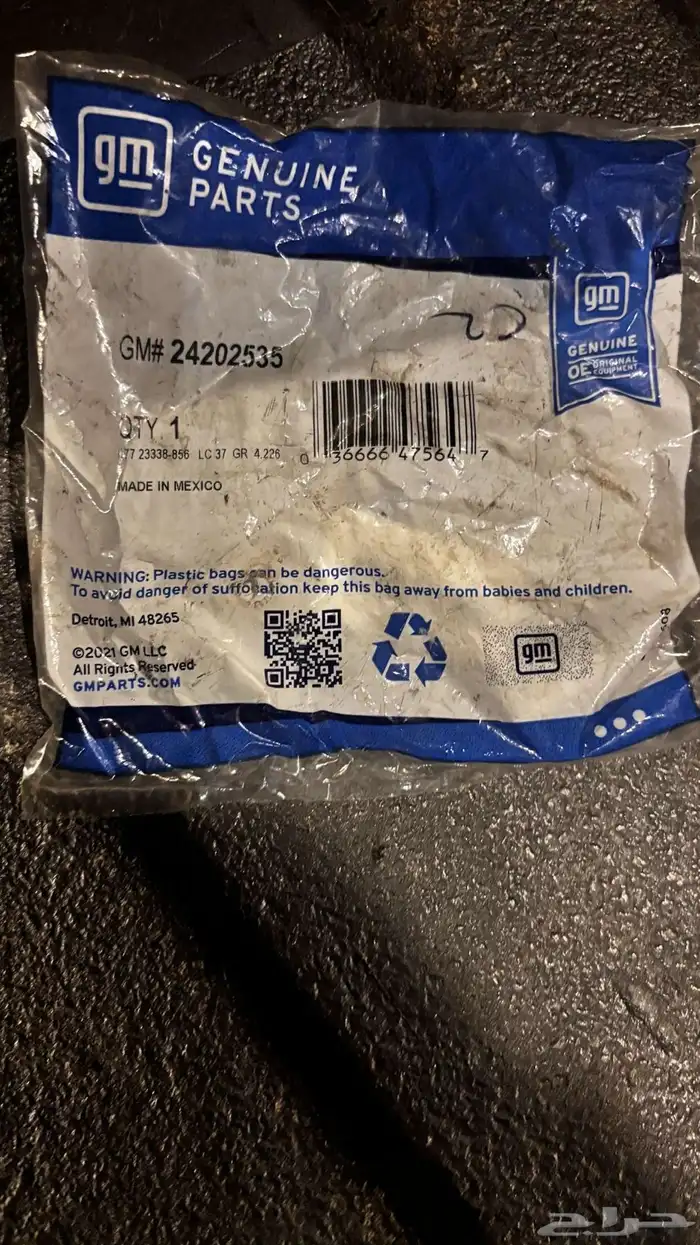 gm GENUINE
PARTS
gm
GENUINE
OE ORIGINAL
EQUIPMENT
GM# 24202535
QTY 1
23338-856 LC 37 GR 4.226
0 36666 47564 7
MADE IN MEXICO
WARNING: Plastic bags can be dangerous.
To avoid danger of suffocation keep this bag away from babies and children.
Detroit, MI 48265
©2021 GM LLC
All Rights Reserved
GMPARTS.COM
gm
حراج